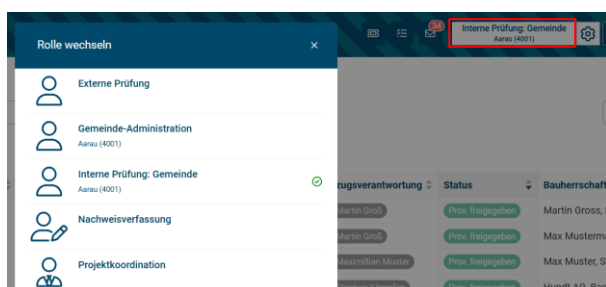 Rolle wechseln
×
34
Interne Prüfung: Gemeinde
Aarau (4001)
Externe Prüfung
Gemeinde-Administration
Aarau (4001)
Interne Prüfung: Gemeinde
Aarau (4001)
Nachweisverfassung
Projektkoordination
zugsverantwortung Status Bauherrschaft
Martin Groß Prov. freigegeben Martin Gross,
Martin Groß Prov. freigegeben Max Musterm
Maximillian Muster Prov. freigegeben Max Muster, S